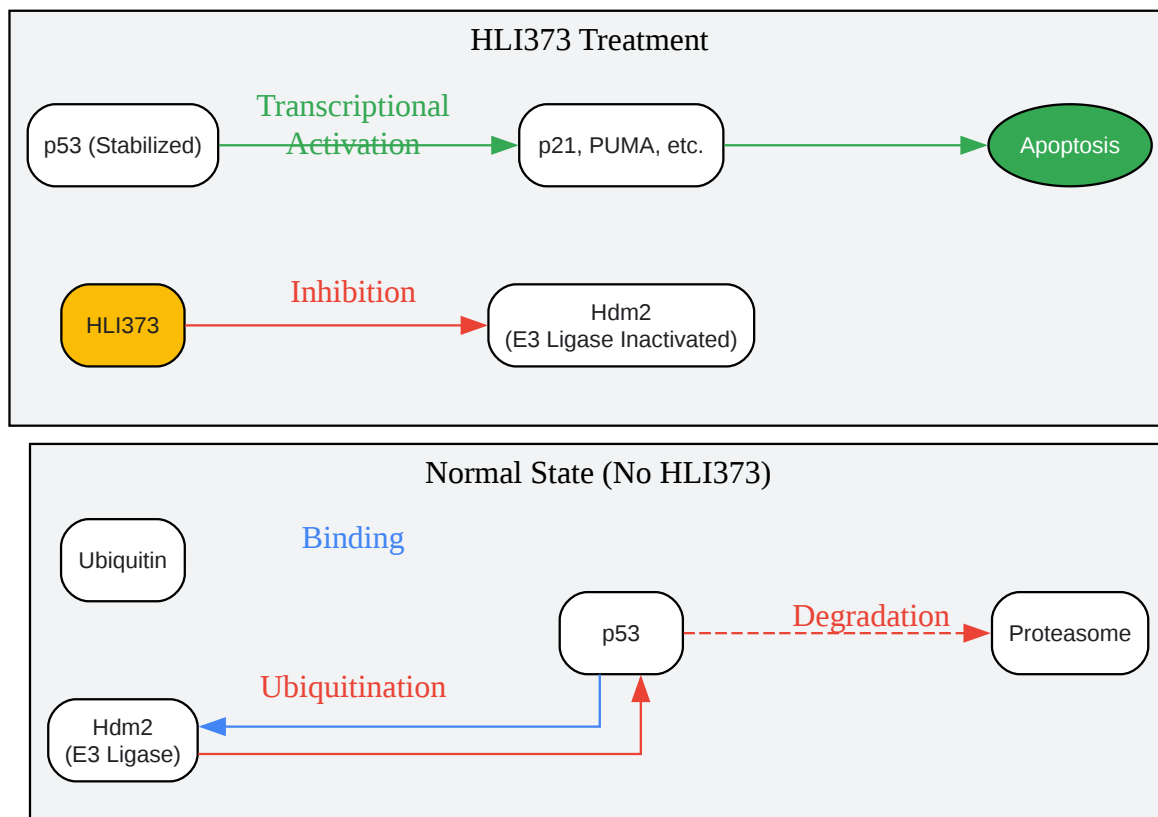 HLI373 Treatment
Transcriptional
Activation
p53 (Stabilized)
p21, PUMA, etc.
Apoptosis
Inhibition
HLI373
Hdm2
(E3 Ligase Inactivated)
Normal State (No HLI373)
Ubiquitin
Binding
p53
Degradation
Proteasome
Ubiquitination
Hdm2
(E3 Ligase)